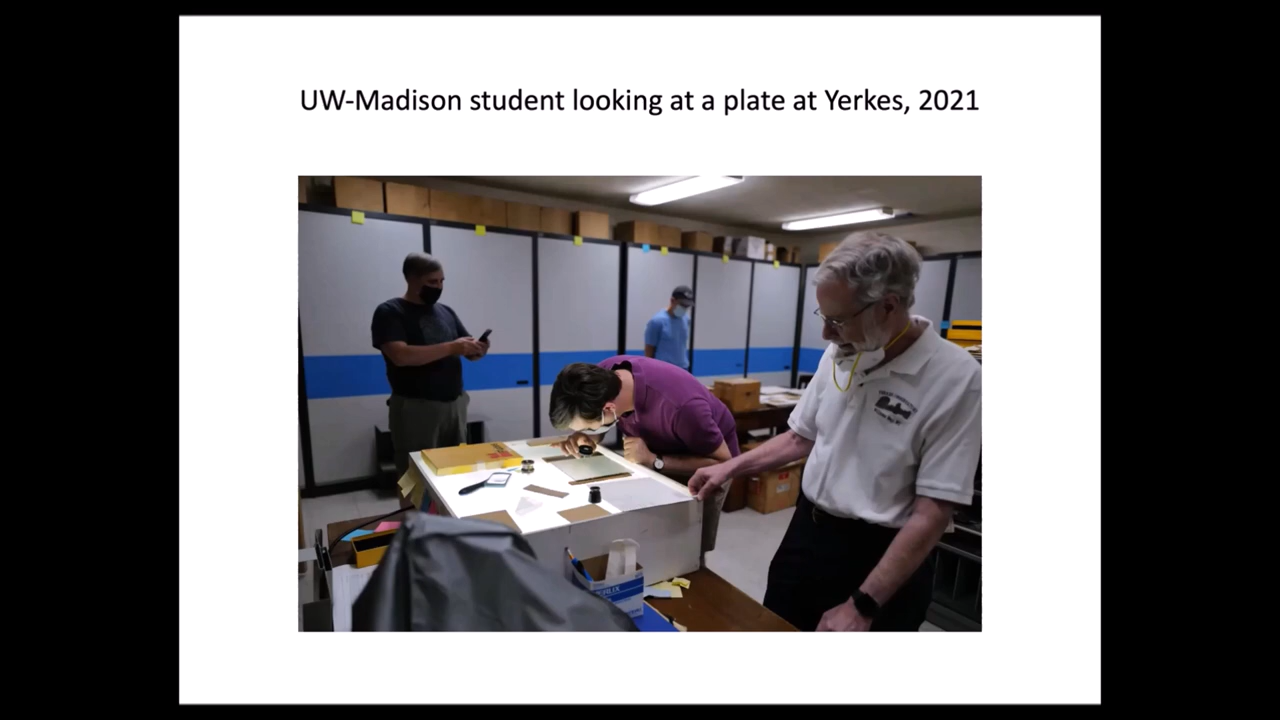 UW-Madison student looking at a plate at Yerkes, 2021